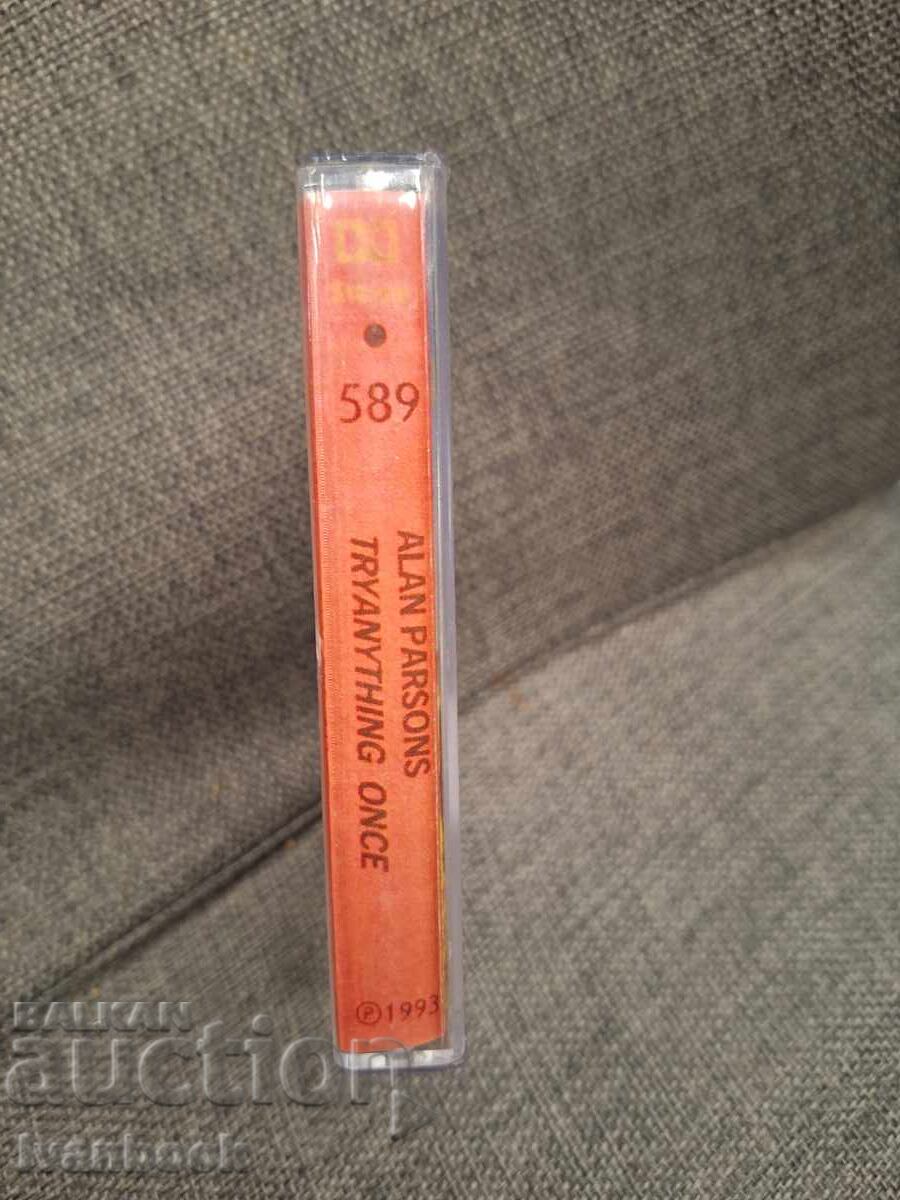 589
ALAN PARSONS
TRYANYTHING ONCE
℗1993
BALKAN
auction
Ivanbook